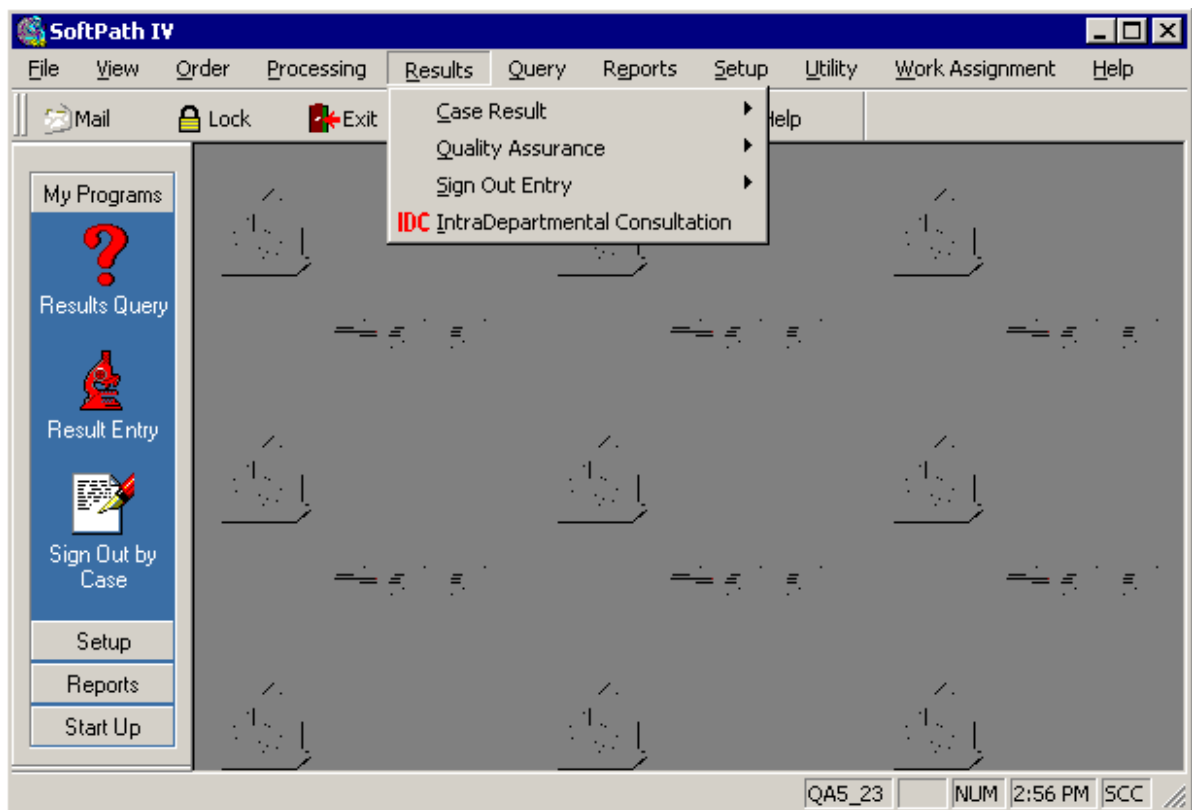 SoftPath IV
File View Order Processing Results Query Reports Setup Utility Work Assignment Help
Mail Lock Exit
Case Result
Quality Assurance
Sign Out Entry
IDC IntraDepartmental Consultation
My Programs
Results Query
Result Entry
Sign Out by
Case
Setup
Reports
Start Up
QA5_23 NUM 2:56 PM SCC